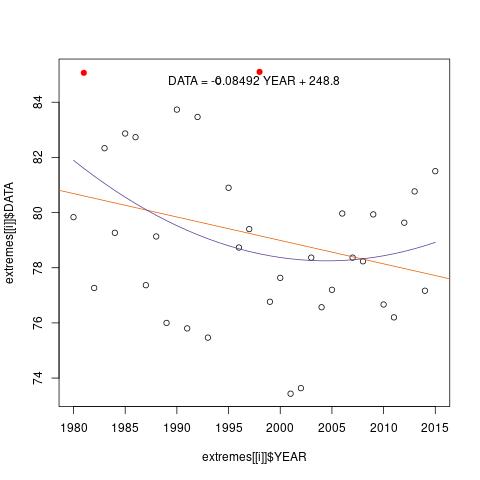 DATA = -0.08492 YEAR + 248.8
84
82
80
78
76
74
extremes[[i]]$DATA
1980 1985 1990 1995 2000 2005 2010 2015
extremes[[i]]$YEAR